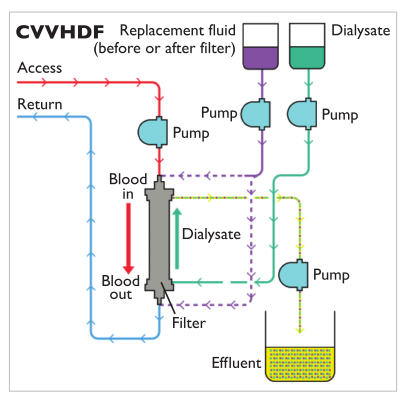 CVVHDF
Replacement fluid
(before or after filter)
Dialysate
Access
Return
Pump
Pump
Pump
Blood
in
Dialysate
Blood
out
Pump
Filter
Effluent